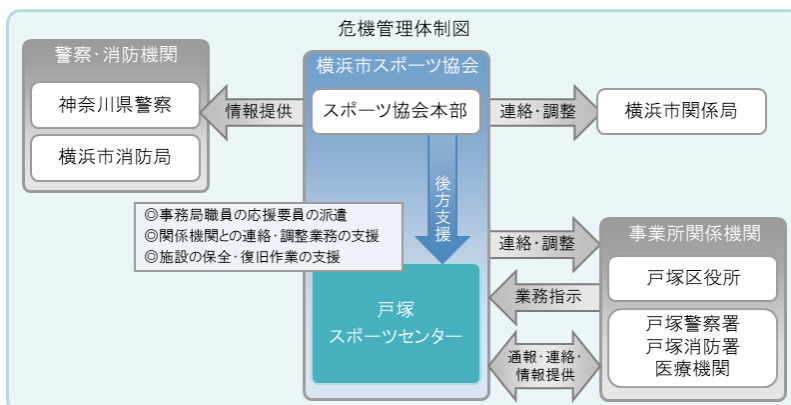 危機管理体制図
警察・消防機関
神奈川県警察
横浜市消防局
情報提供
横浜市スポーツ協会
スポーツ協会本部
連絡・調整
横浜市関係局
後方支援
◎事務局職員の応援要員の派遣
◎関係機関との連絡・調整業務の支援
◎施設の保全・復旧作業の支援
戸塚
スポーツセンター
連絡・調整
業務指示
通報・連絡・
情報提供
事業所関係機関
戸塚区役所
戸塚警察署
戸塚消防署
医療機関